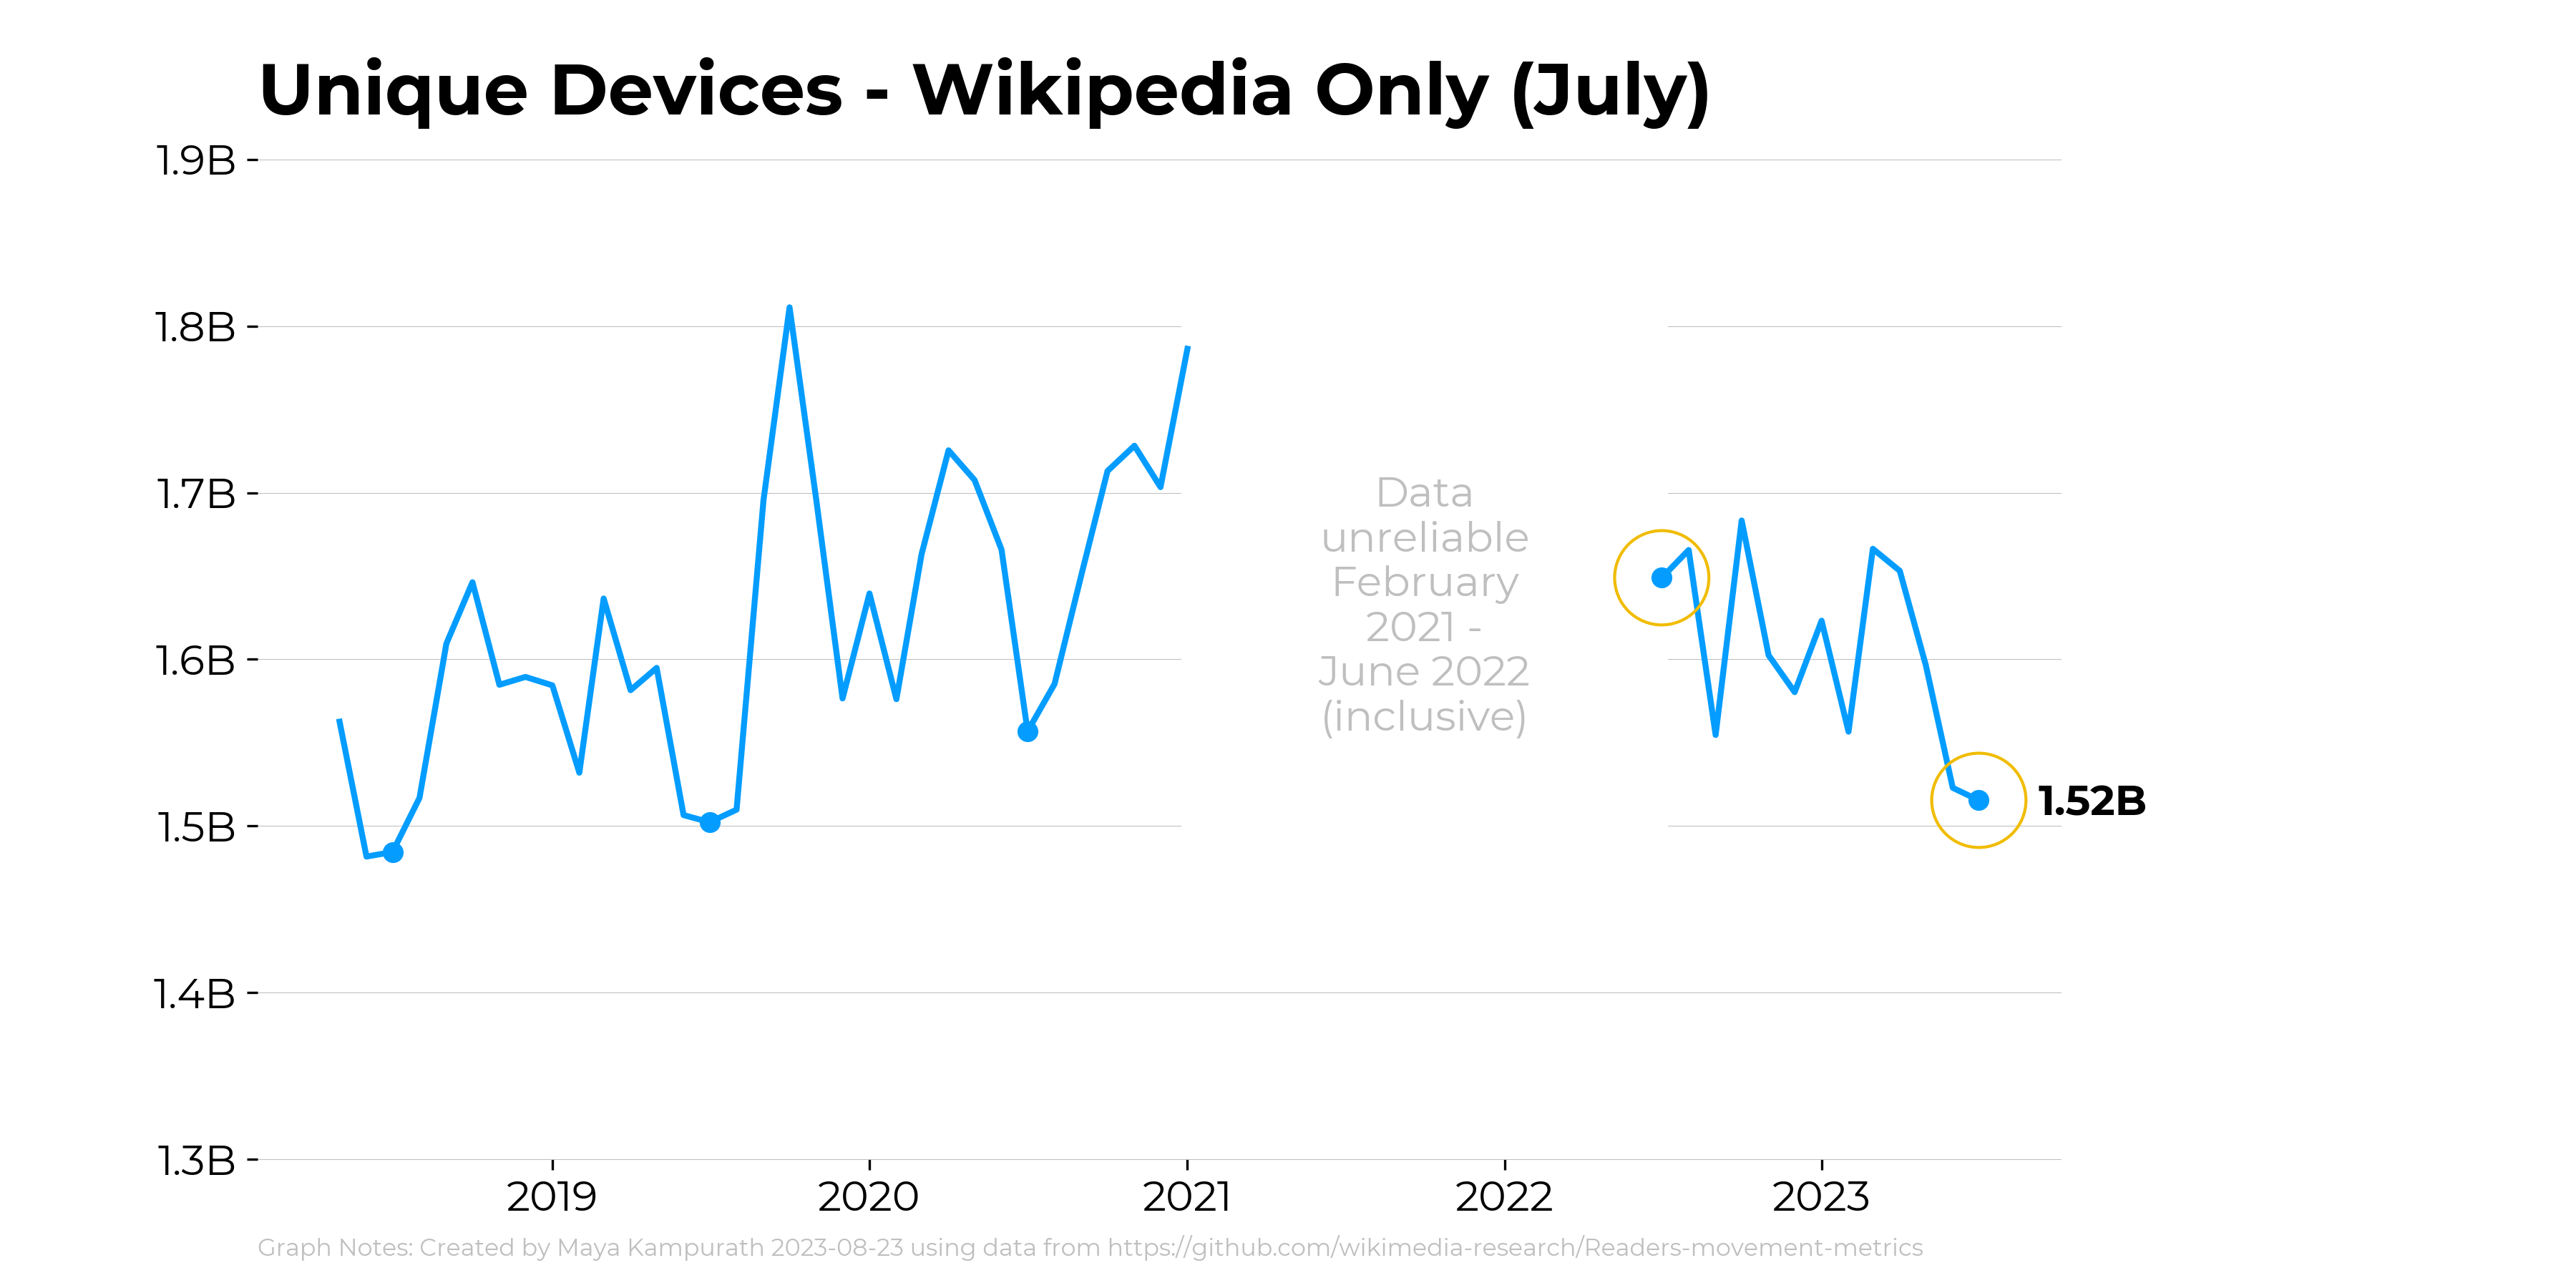 Unique Devices - Wikipedia Only (July)
1.9B
1.8B
1.7B
1.6B
1.5B
1.4B
1.3B
Data
unreliable
February
2021 -
June 2022
(inclusive)
1.52B
2019
2020
2021
2022
2023
Graph Notes: Created by Maya Kampurath 2023-08-23 using data from https://github.com/wikimedia-research/Readers-movement-metrics